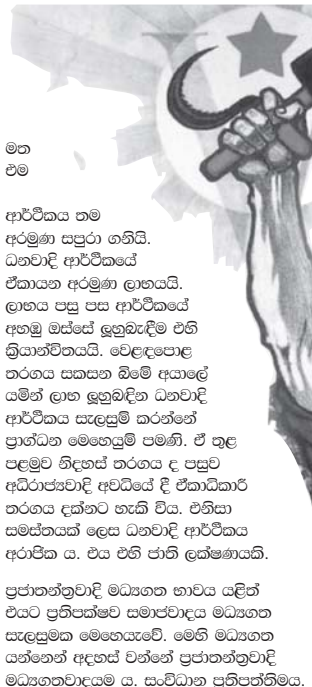 මත
එම
ආර්ථිකය තම
අරමුණ සපුරා ගනියි.
ධනවාදි ආර්ථිකයේ
ඒකායන අරමුණ ලාභයයි.
ලාභය පසු පස ආර්ථිකයේ
අහඹු ඔස්සේ ලූහුබැඳීම එහි
ක්‍රියාන්විතයයි. වෙළඳපොළ
තරගය සකසන බිමේ අයාලේ
යමින් ලාභ ලූහුබඳින ධනවාදි
ආර්ථිකය සැලසුම් කරන්නේ
ප්‍රාග්ධන මෙහෙයුම් පමණි. ඒ තුළ
පළමුව නිදහස් තරගය ද පසුව
අධිරාජ්‍යවාදි අවධියේ දී ඒකාධිකාරී
තරගය දක්නට හැකි විය. එනිසා
සමස්තයක් ලෙස ධනවාදි ආර්ථිකය
අරාජික ය. එය එහි ජාති ලක්ෂණයකි.
ප්‍රජාතන්ත්‍රවාදි මධ්‍යගත භාවය යළිත්
එයට ප්‍රතිපක්ෂව සමාජවාදය මධ්‍යගත
සැලසුමක මෙහෙයැවේ. මෙහි මධ්‍යගත
යන්නෙන් අදහස් වන්නේ ප්‍රජාතන්ත්‍රවාදි
මධ්‍යගතවාදයම ය. සංවිධාන ප්‍රතිපත්තිමය.